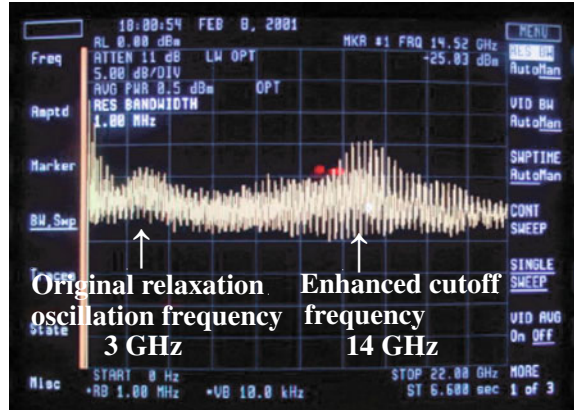 18:00:54 FEB 8, 2001
RL 0.00 dBm
MKR #1 FRQ 14.52 GHz
ATTEN 11 dB LW OPT
-25.03 dBm
5.00 dB/DIV
AVG PWR 0.5 dBm OPT
RES BANDWIDTH
1.00 MHz
Freq
Amptd
Marker
BW,Swp
Traces
State
Misc
MENU
RES BW
AutoMan
VID BW
AutoMan
SWPTIME
AutoMan
CONT
SWEEP
SINGLE
SWEEP
VID AVG
On Off
MORE
1 of 3
Original relaxation
oscillation frequency
3 GHz
Enhanced cutoff
frequency
14 GHz
START 0 Hz
STOP 22.00 GHz
*RB 1.00 MHz
*VB 10.0 kHz
ST 6.600 sec